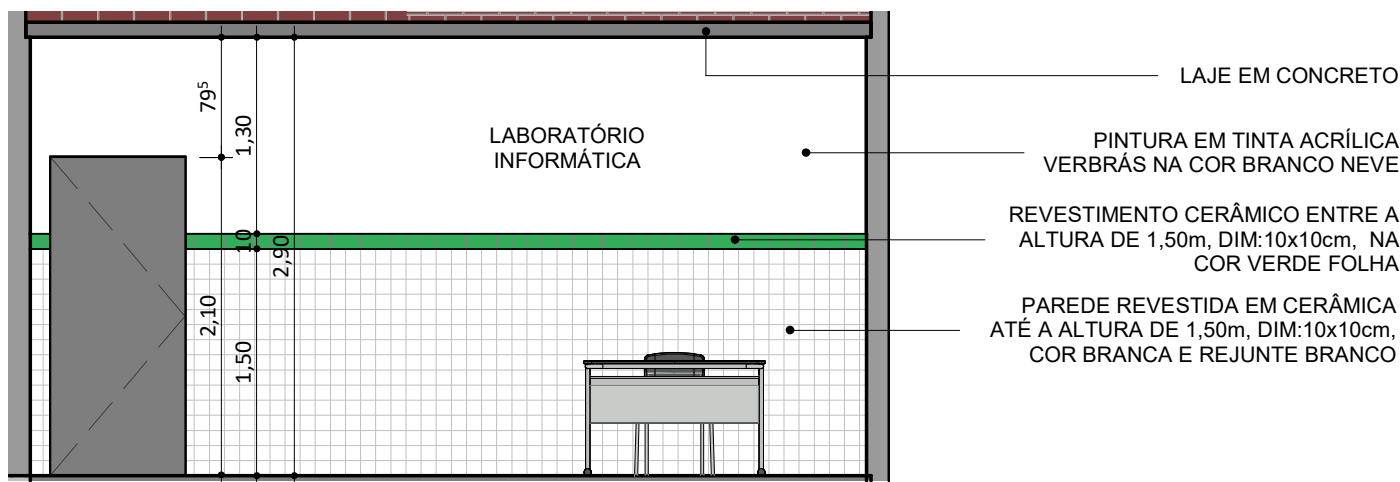 LAJE EM CONCRETO
79⁵
1,30
LABORATÓRIO
INFORMÁTICA
PINTURA EM TINTA ACRÍLICA
VERBRÁS NA COR BRANCO NEVE
10
2,90
REVESTIMENTO CERÂMICO ENTRE A
ALTURA DE 1,50m, DIM:10x10cm, NA
COR VERDE FOLHA
2,10
1,50
PAREDE REVESTIDA EM CERÂMICA
ATÉ A ALTURA DE 1,50m, DIM:10x10cm,
COR BRANCA E REJUNTE BRANCO